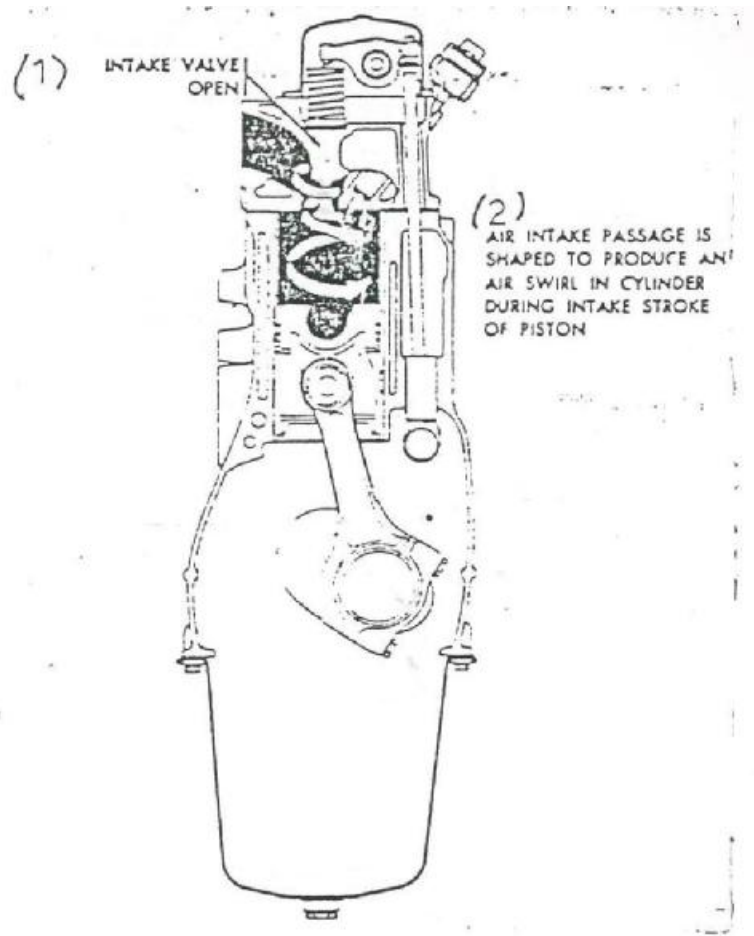 (1)
INTAKE VALVE
OPEN
(2)
AIR INTAKE PASSAGE IS
SHAPED TO PRODUCE AN
AIR SWIRL IN CYLINDER
DURING INTAKE STROKE
OF PISTON